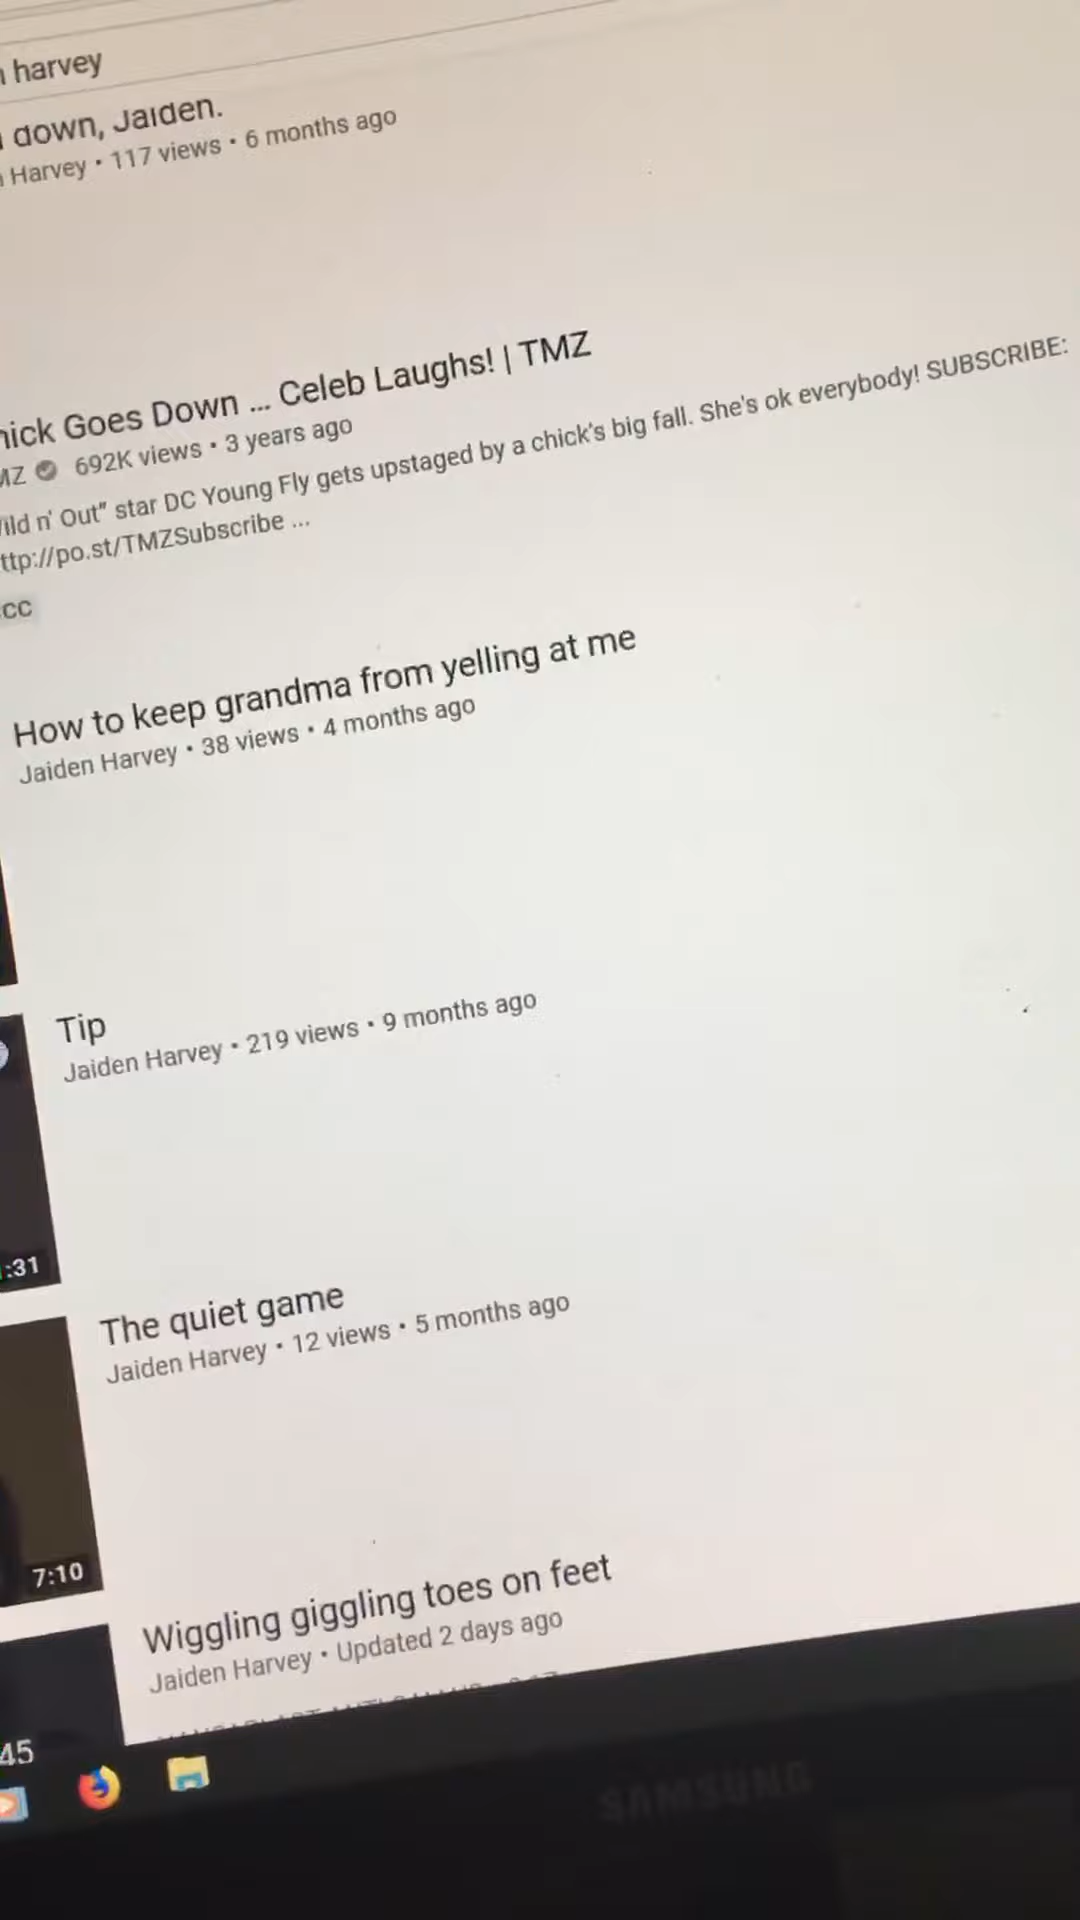 harvey
down, Jaiden.
Harvey • 117 views • 6 months ago
Goes Down ... Celeb Laughs! | TMZ
692K views • 3 years ago
n' Out" star DC Young Fly gets upstaged by a chick's big fall. She's ok everybody! SUBSCRIBE:
ttp://po.st/TMZSubscribe ...
CC
How to keep grandma from yelling at me
Jaiden Harvey • 38 views • 4 months ago
Tip
Jaiden Harvey • 219 views • 9 months ago
:31
The quiet game
Jaiden Harvey • 12 views • 5 months ago
7:10
Wiggling giggling toes on feet
Jaiden Harvey • Updated 2 days ago
45
SAMSUNG